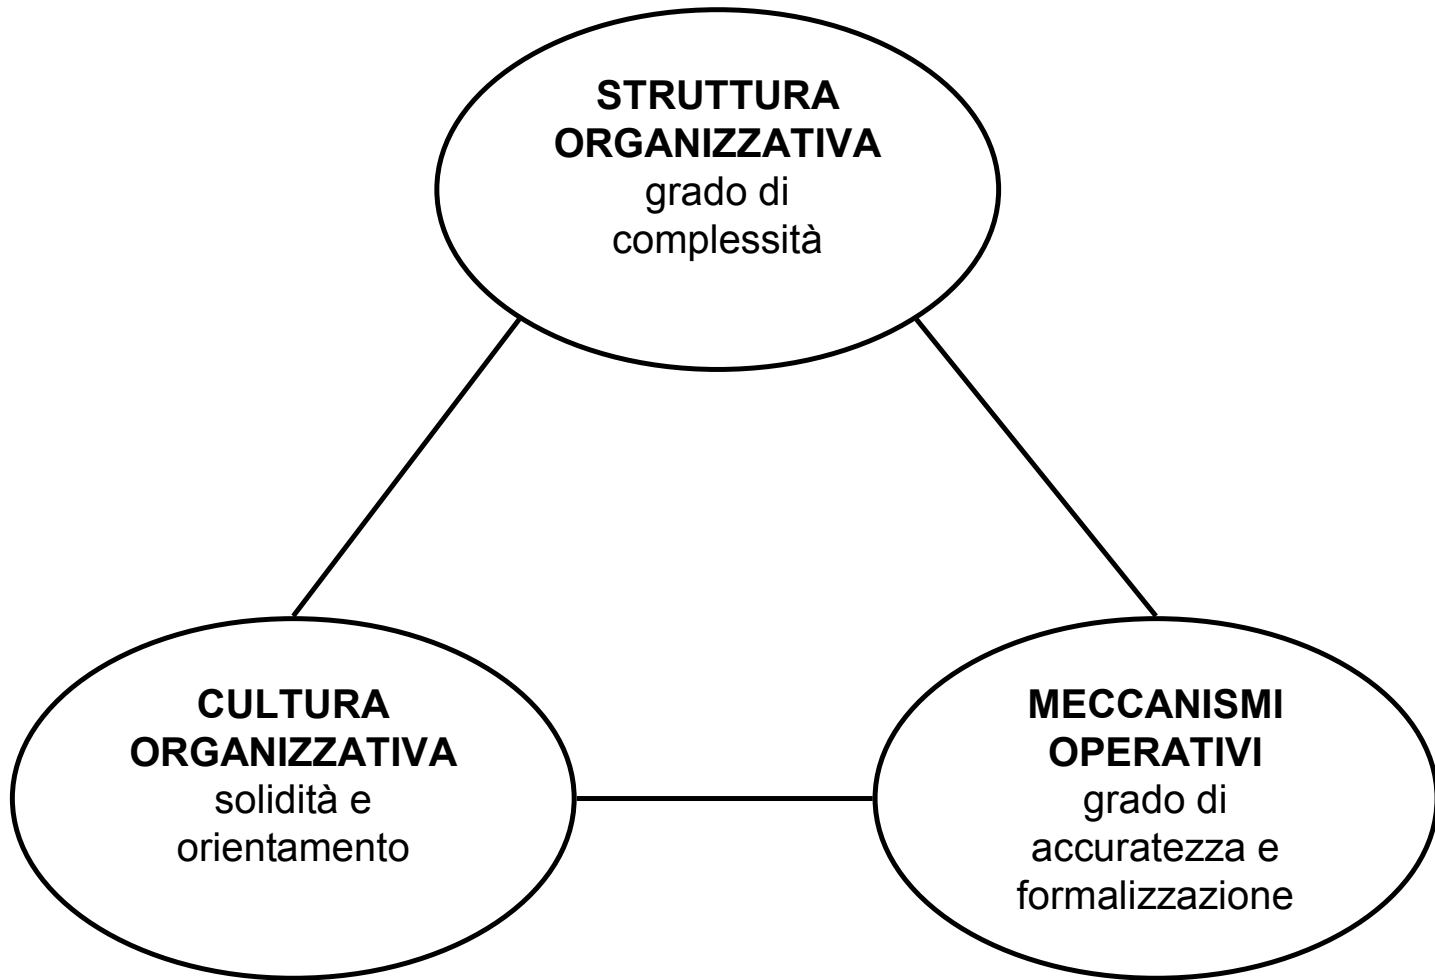 STRUTTURA
ORGANIZZATIVA
grado di
complessità
CULTURA
ORGANIZZATIVA
solidità e
orientamento
MECCANISMI
OPERATIVI
grado di
accuratezza e
formalizzazione